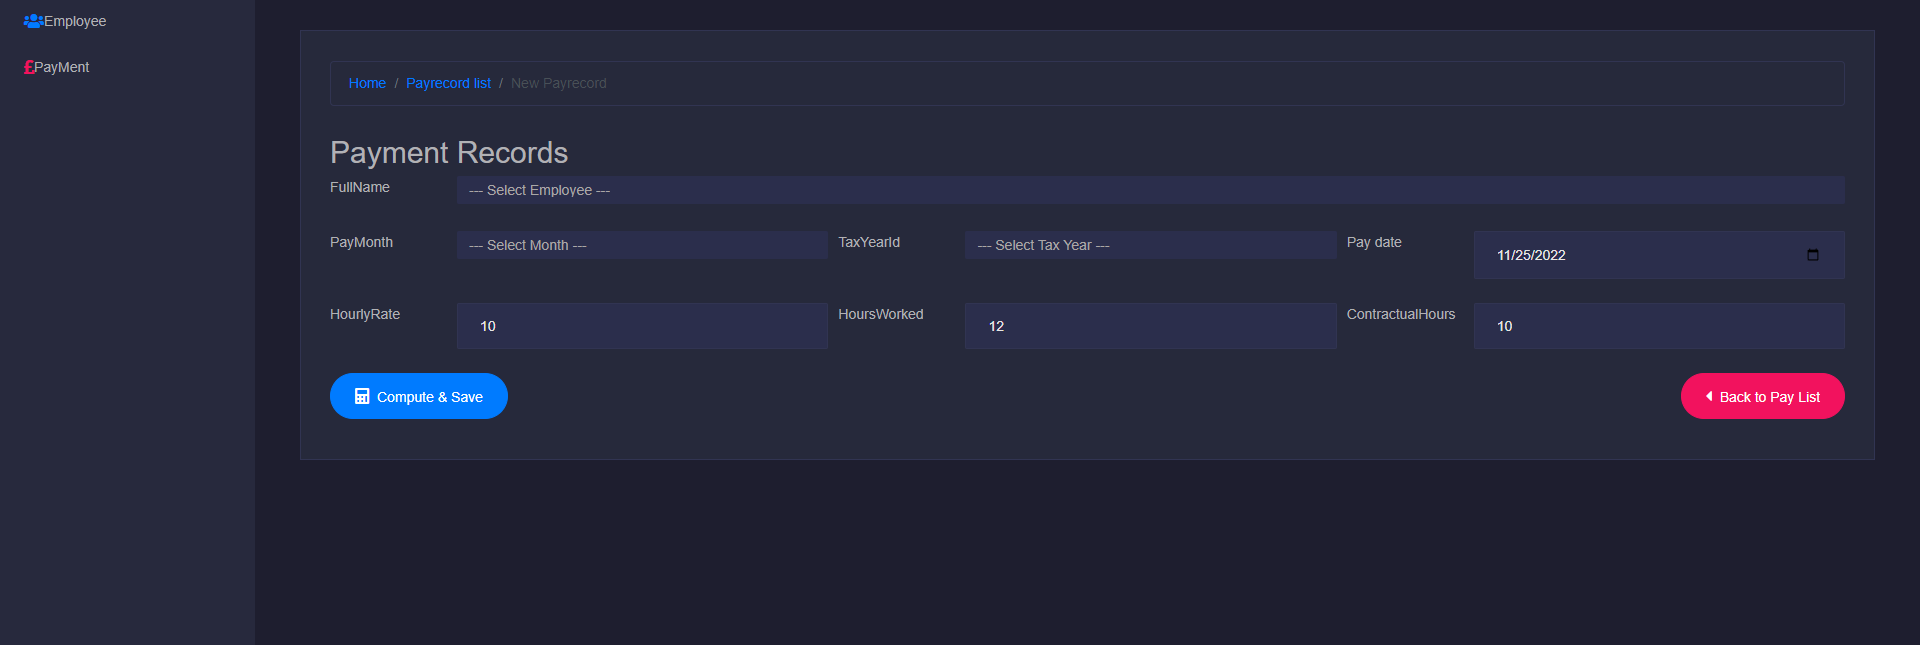 Employee
£PayMent
Home / Payrecord list / New Payrecord
Payment Records
FullName --- Select Employee ---
PayMonth --- Select Month --- TaxYearId --- Select Tax Year --- Pay date 11/25/2022
HourlyRate 10 HoursWorked 12 ContractualHours 10
Compute & Save Back to Pay List